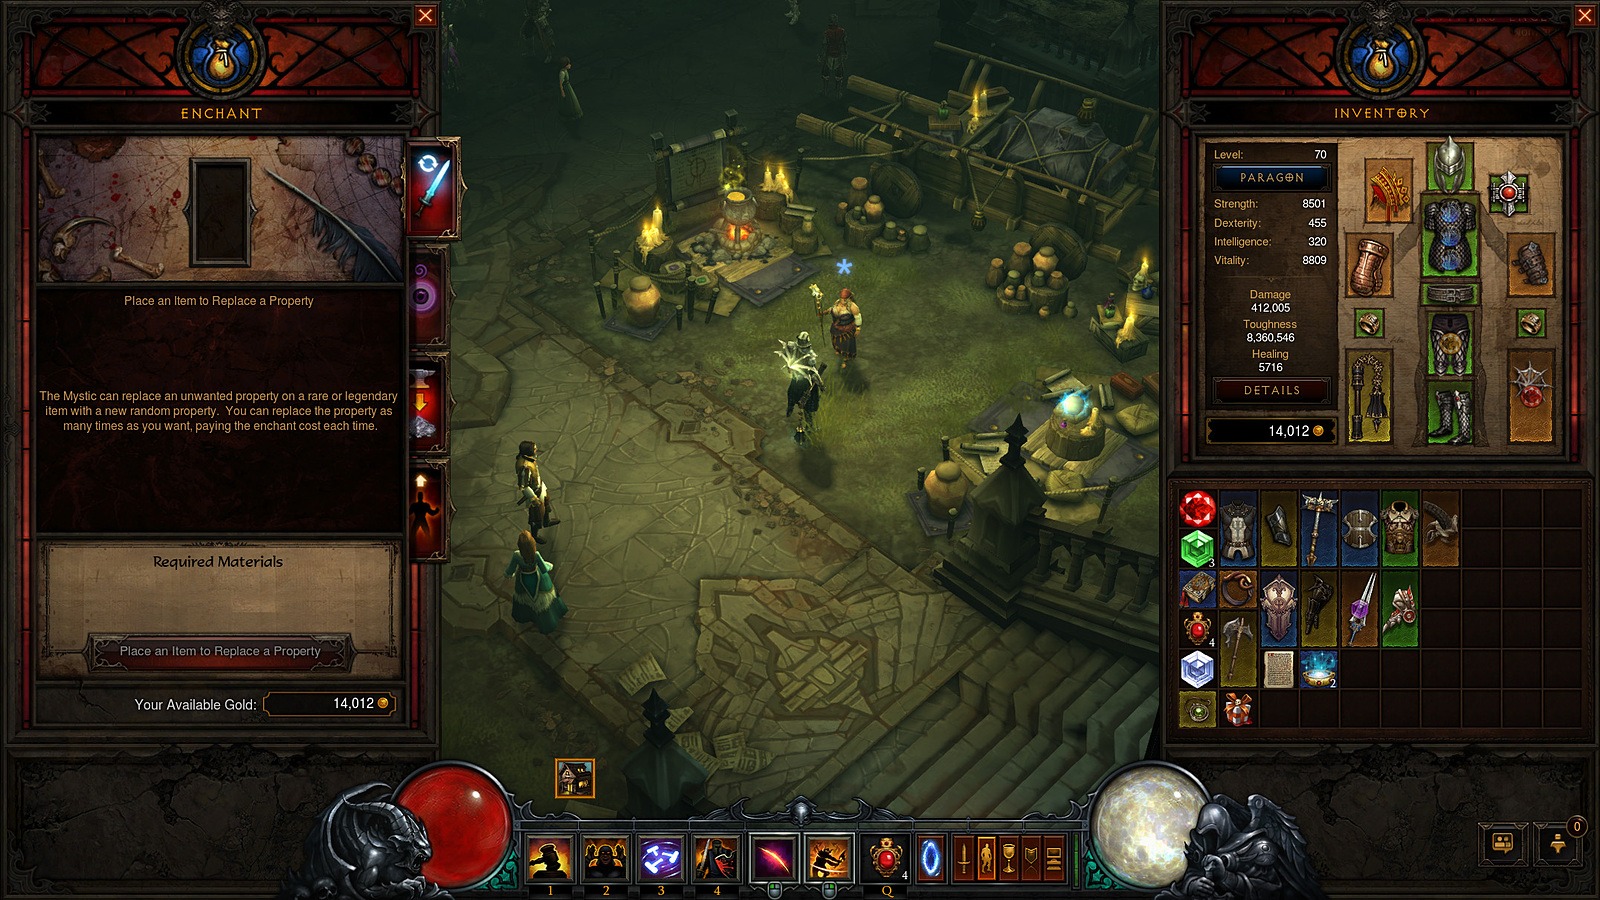 ENCHANT
Place an Item to Replace a Property
The Mystic can replace an unwanted property on a rare or legendary
item with a new random property.  You can replace the property as
many times as you want, paying the enchant cost each time.
Required Materials
Place an Item to Replace a Property
Your Available Gold: 14,012
INVENTORY
Level: 70
PARAGON
Strength: 8501
Dexterity: 455
Intelligence: 320
Vitality: 8809
Damage
412,005
Toughness
8,360,546
Healing
5716
DETAILS
14,012
3
4
2
1 2 3 4 Q
4
0